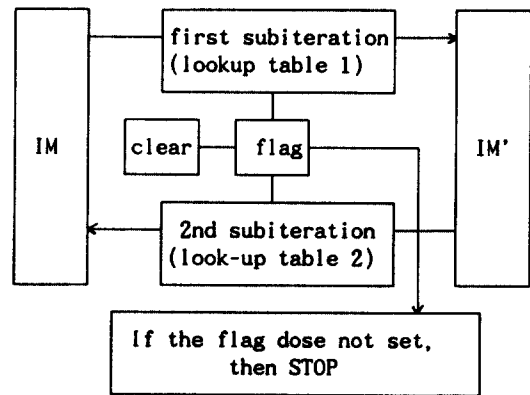 first subiteration
(lookup table 1)
IM
clear
flag
IM'
2nd subiteration
(look-up table 2)
If the flag dose not set,
then STOP